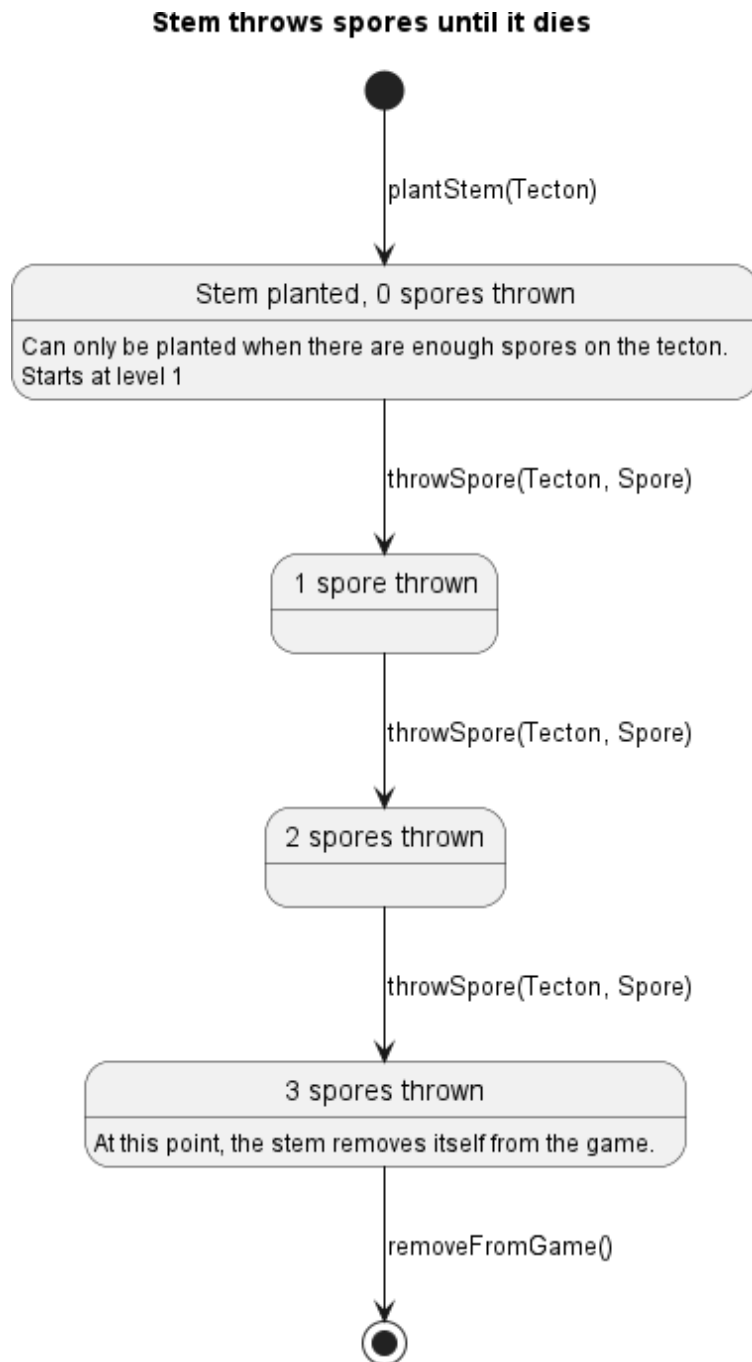 Stem throws spores until it dies
plantStem(Tecton)
Stem planted, 0 spores thrown
Can only be planted when there are enough spores on the tecton.
Starts at level 1
throwSpore(Tecton, Spore)
1 spore thrown
throwSpore(Tecton, Spore)
2 spores thrown
throwSpore(Tecton, Spore)
3 spores thrown
At this point, the stem removes itself from the game.
removeFromGame()